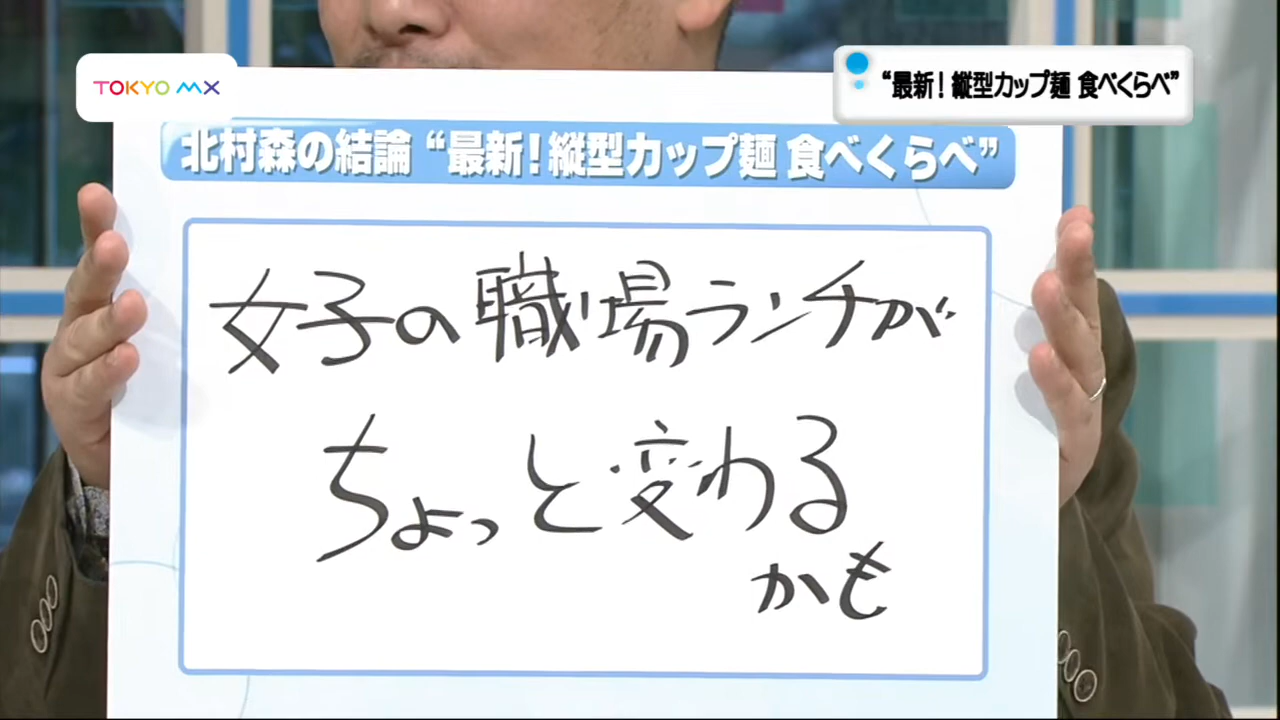 TOKYO MX
“最新！縦型カップ麺 食べくらべ”
北村森の結論 “最新！縦型カップ麺 食べくらべ”
女子の職場ランチが
ちょっと変わる
かも